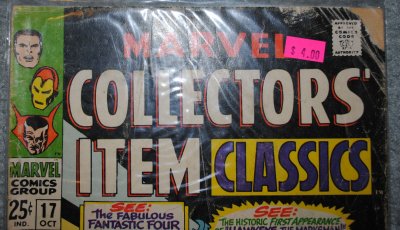 MARVEL
$4.00
APPROVED
BY THE
COMICS
CODE
AUTHORITY
COLLECTORS'
ITEM CLASSICS
MARVEL
COMICS
GROUP
25¢ 17
IND. OCT
SEE:
THE FABULOUS
FANTASTIC FOUR
SEE:
THE HISTORIC FIRST APPEARANCE